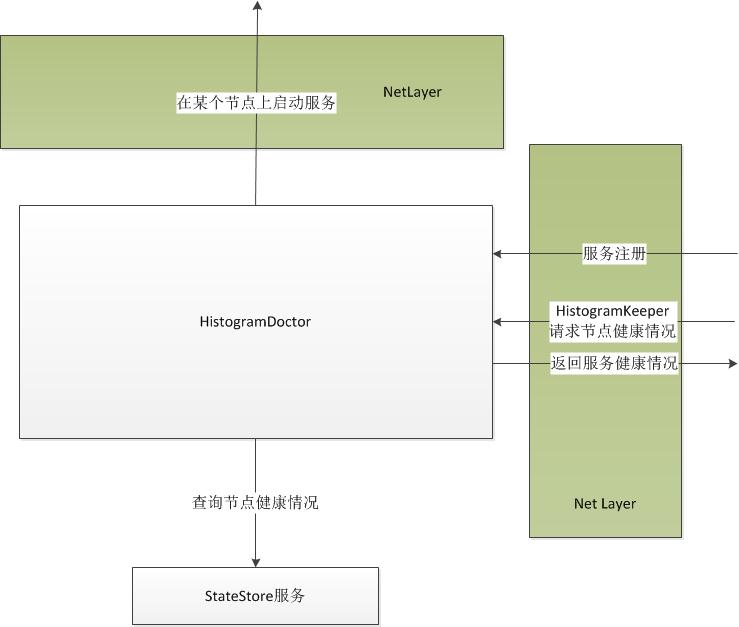 NetLayer
在某个节点上启动服务
服务注册
HistogramKeeper
请求节点健康情况
HistogramDoctor
返回服务健康情况
查询节点健康情况
Net Layer
StateStore服务